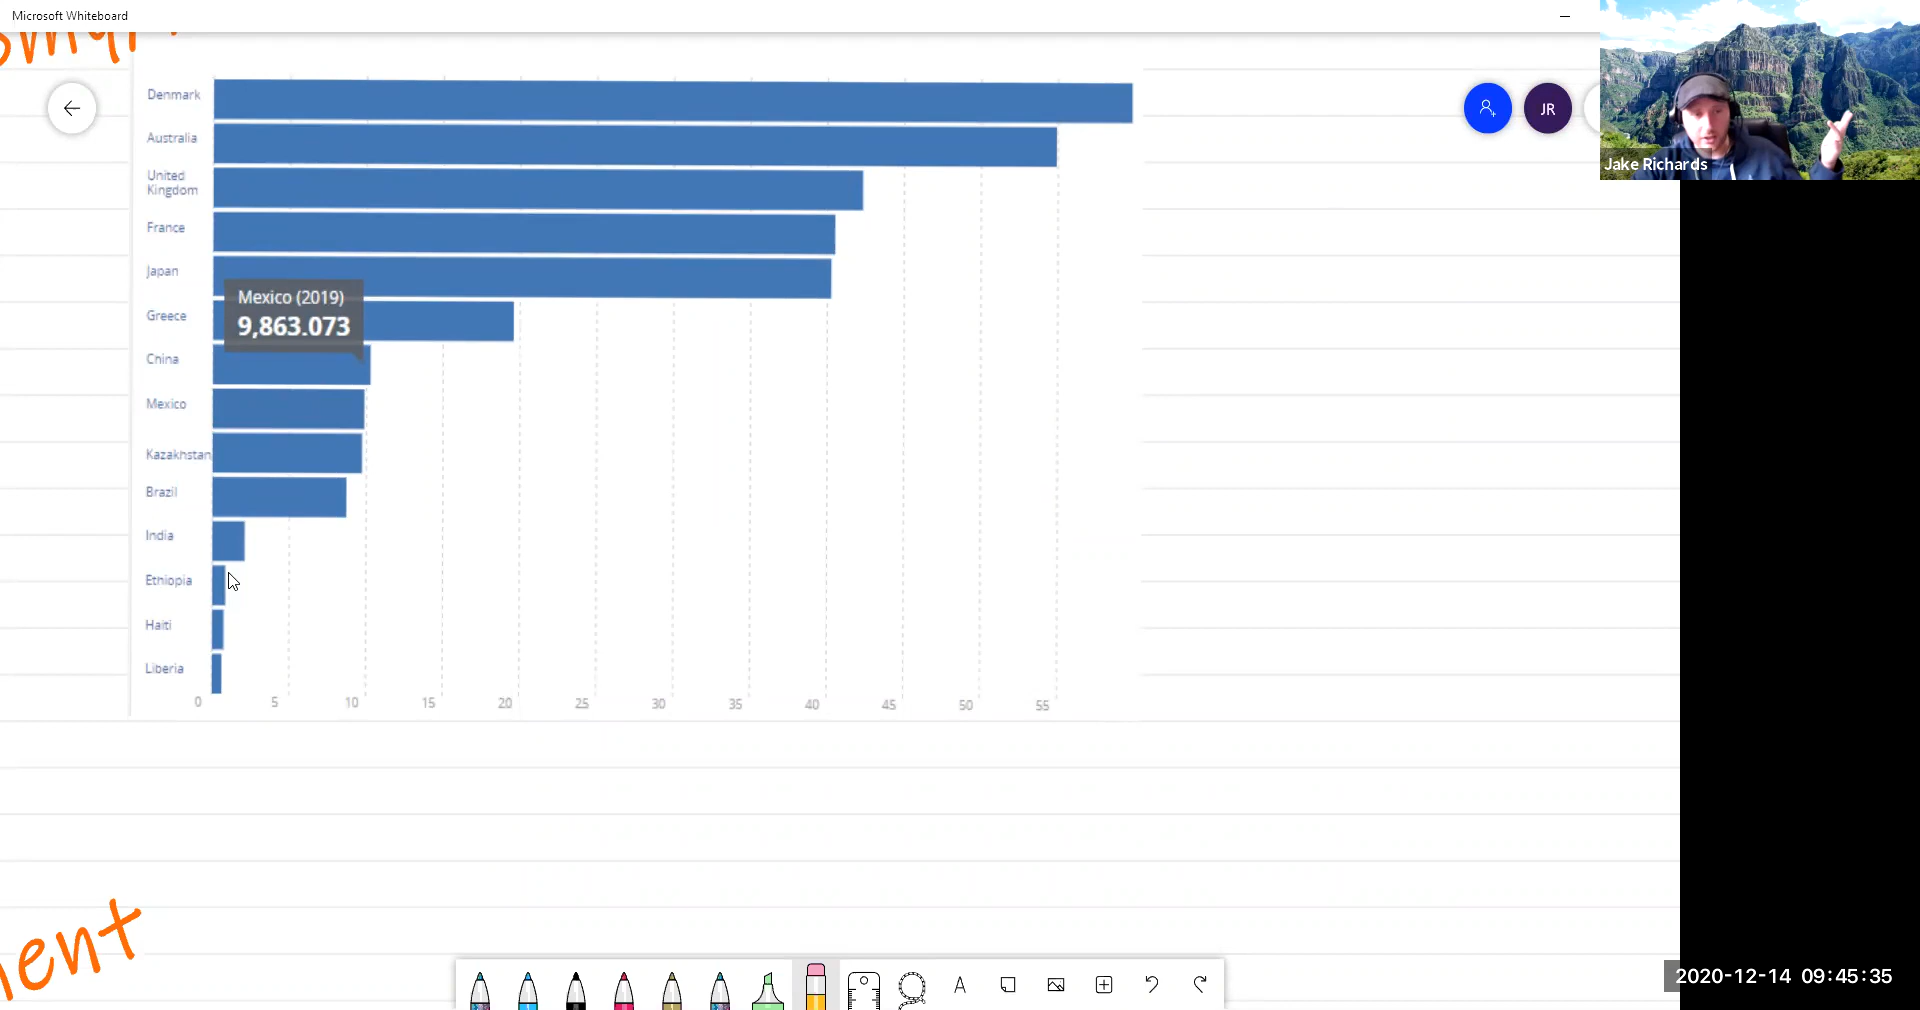 Microsoft Whiteboard
Denmark
Australia
JR
United
Kingdom
Jake Richards
France
Japan
Mexico (2019)
9,863.073
Greece
China
Mexico
Kazakhstan
Brazil
India
Ethiopia
Haiti
Liberia
0 5 10 15 20 25 30 35 40 45 50 55
ent
A
2020-12-14 09:45:35